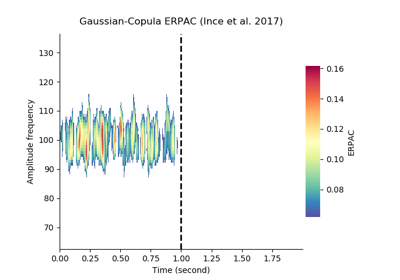 Gaussian-Copula ERPAC (Ince et al. 2017)
130
120
110
100
90
80
70
Amplitude frequency
0.00 0.25 0.50 0.75 1.00 1.25 1.50 1.75
Time (second)
0.16
0.14
0.12
0.10
0.08
ERPAC